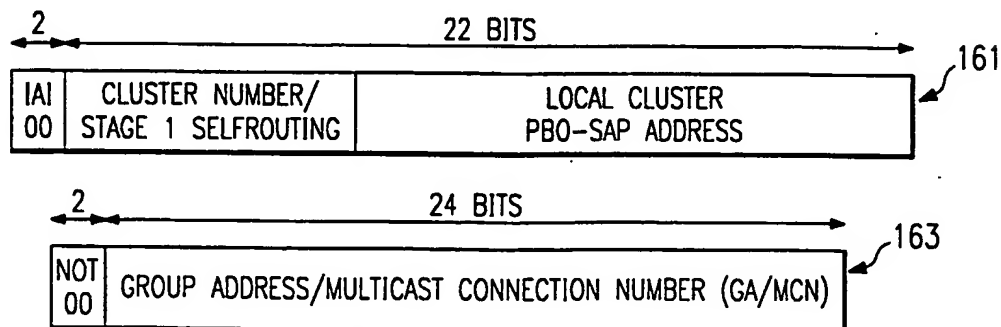 2 22 BITS
IAI 00 CLUSTER NUMBER/ STAGE 1 SELFROUTING LOCAL CLUSTER PBO-SAP ADDRESS 161
2 24 BITS
NOT 00 GROUP ADDRESS/MULTICAST CONNECTION NUMBER (GA/MCN) 163